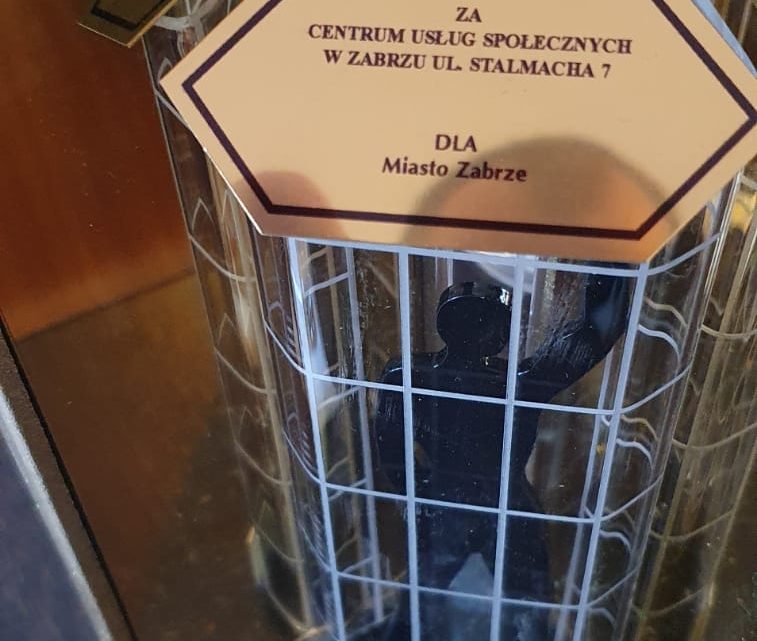 ZA
CENTRUM USŁUG SPOŁECZNYCH
W ZABRZU UL. STALMACHA 7
DLA
Miasto Zabrze